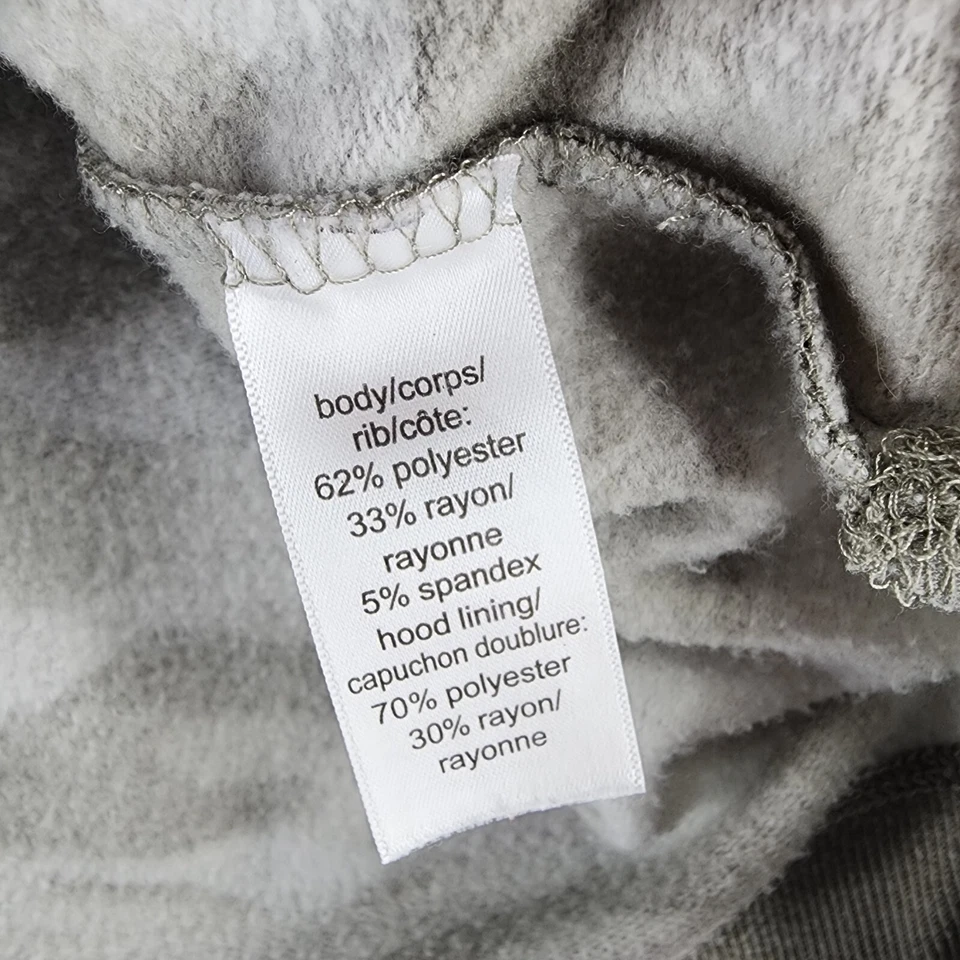 body/corps/
rib/côte:
62% polyester
33% rayon/
rayonne
5% spandex
hood lining/
capuchon doublure:
70% polyester
30% rayon/
rayonne